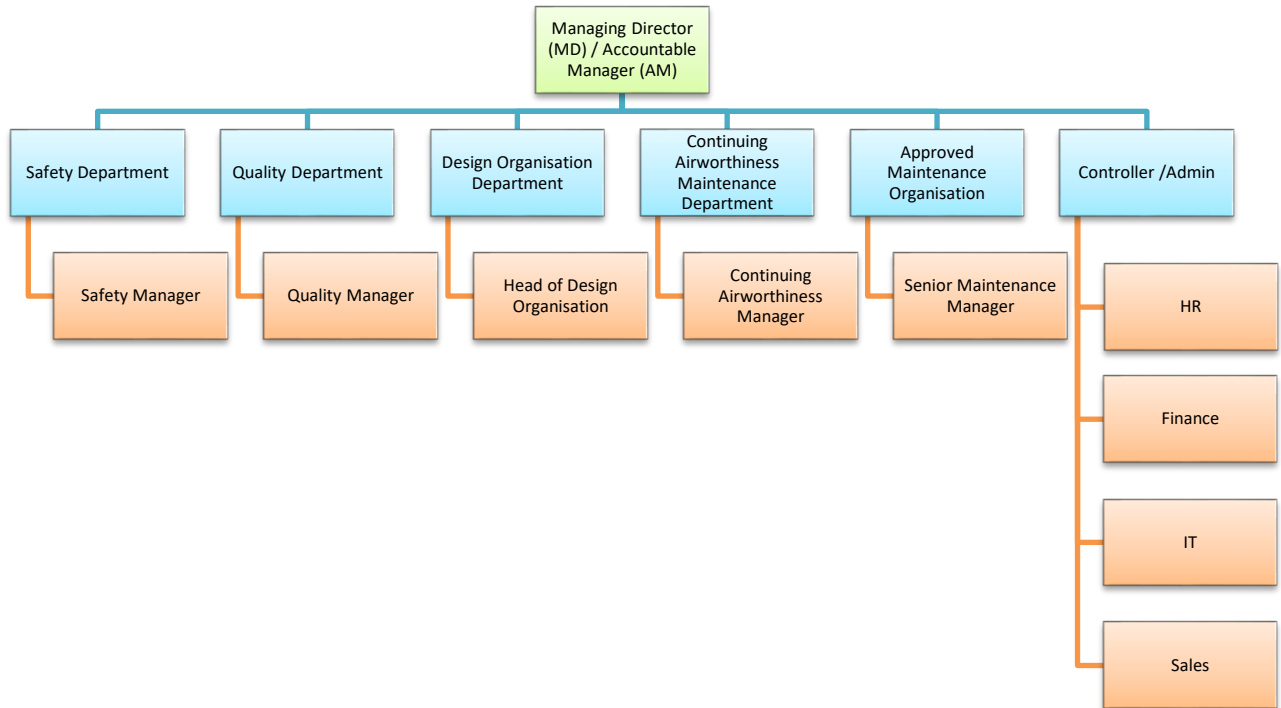 Managing Director
(MD) / Accountable
Manager (AM)
Safety Department
Quality Department
Design Organisation
Department
Continuing
Airworthiness
Maintenance
Department
Approved
Maintenance
Organisation
Controller /Admin
Safety Manager
Quality Manager
Head of Design
Organisation
Continuing
Airworthiness
Manager
Senior Maintenance
Manager
HR
Finance
IT
Sales